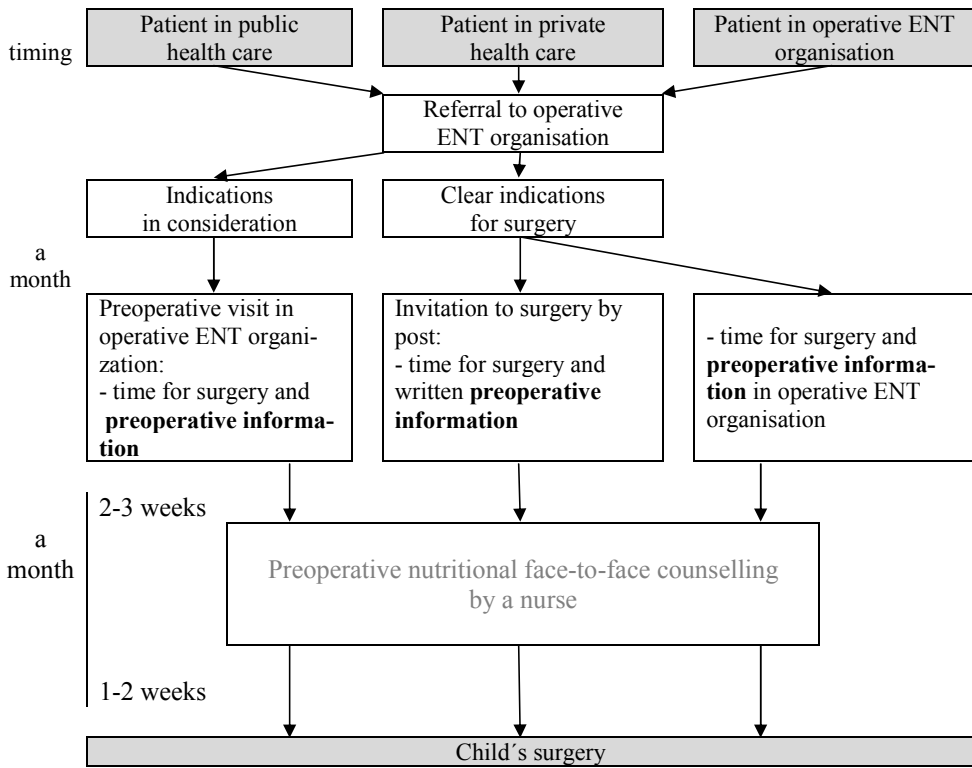 timing
Patient in public
health care
Patient in private
health care
Patient in operative ENT
organisation
Referral to operative
ENT organisation
Indications
in consideration
Clear indications
for surgery
a
month
Preoperative visit in
operative ENT organi-
zation:
- time for surgery and
preoperative informa-
tion
Invitation to surgery by
post:
- time for surgery and
written preoperative
information
- time for surgery and
preoperative informa-
tion in operative ENT
organisation
a
month
2-3 weeks
Preoperative nutritional face-to-face counselling
by a nurse
1-2 weeks
Child´s surgery